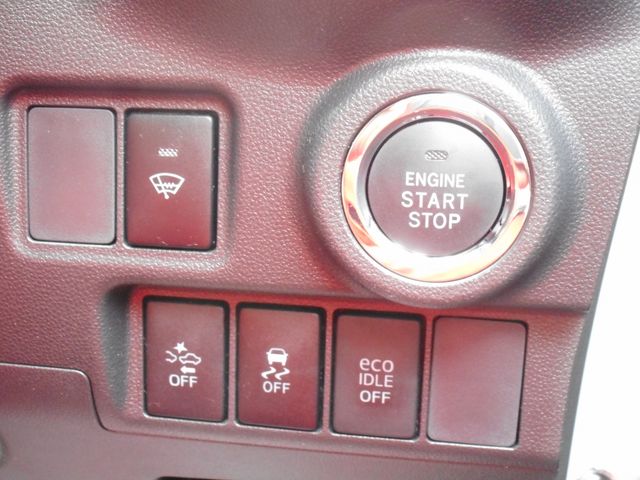 ENGINE
START
STOP
OFF
OFF
eco
IDLE
OFF